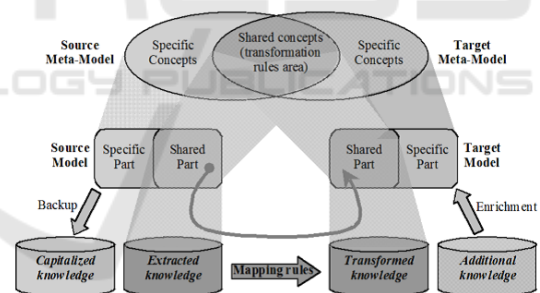 Source
Meta-Model
Specific
Concepts
Shared concepts
(transformation
rules area)
Specific
Concepts
Target
Meta-Model
LOGY PUBLICATIONS
Source
Model
Specific
Part
Shared
Part
Shared
Part
Specific
Part
Target
Model
Backup
Enrichment
Capitalized
knowledge
Extracted
knowledge
Mapping rules
Transformed
knowledge
Additional
knowledge